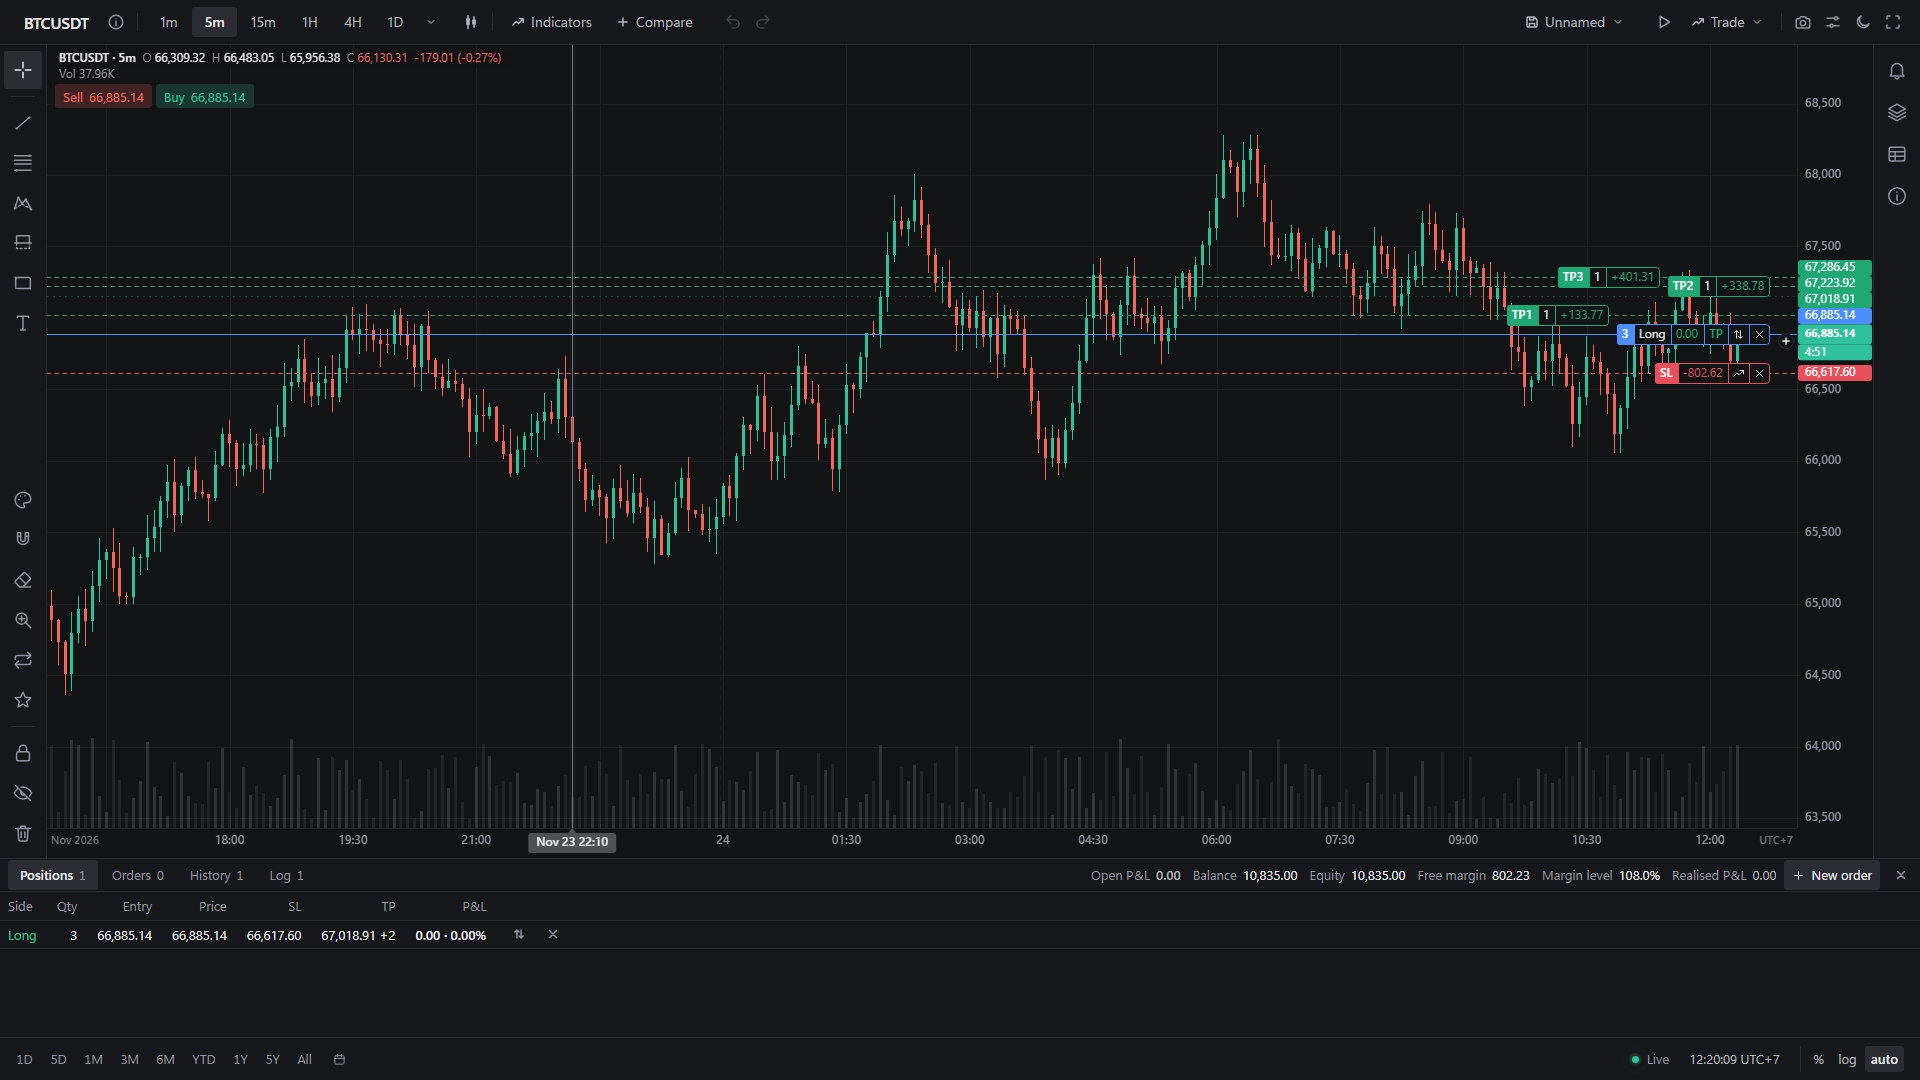 BTCUSDT 1m 5m 15m 1H 4H 1D Indicators Compare Unnamed Trade
BTCUSDT · 5m O 66,309.32 H 66,483.05 L 65,956.38 C 66,130.31 -179.01 (-0.27%)
Vol 37.96K
Sell 66,885.14 Buy 66,885.14
68,500
68,000
67,500
67,286.45
TP3 1 +401.31
67,223.92
TP2 1 +338.78
67,018.91
TP1 1 +133.77
66,885.14
3 Long 0.00 TP
66,885.14
4:51
SL -802.62
66,617.60
66,500
66,000
65,500
65,000
64,500
64,000
63,500
Nov 2026 18:00 19:30 21:00 Nov 23 22:10 24 01:30 03:00 04:30 06:00 07:30 09:00 10:30 12:00 UTC+7
Positions 1 Orders 0 History 1 Log 1 Open P&L 0.00 Balance 10,835.00 Equity 10,835.00 Free margin 802.23 Margin level 108.0% Realised P&L 0.00 New order
Side Qty Entry Price SL TP P&L
Long 3 66,885.14 66,885.14 66,617.60 67,018.91 +2 0.00 · 0.00%
1D 5D 1M 3M 6M YTD 1Y 5Y All Live 12:20:09 UTC+7 % log auto